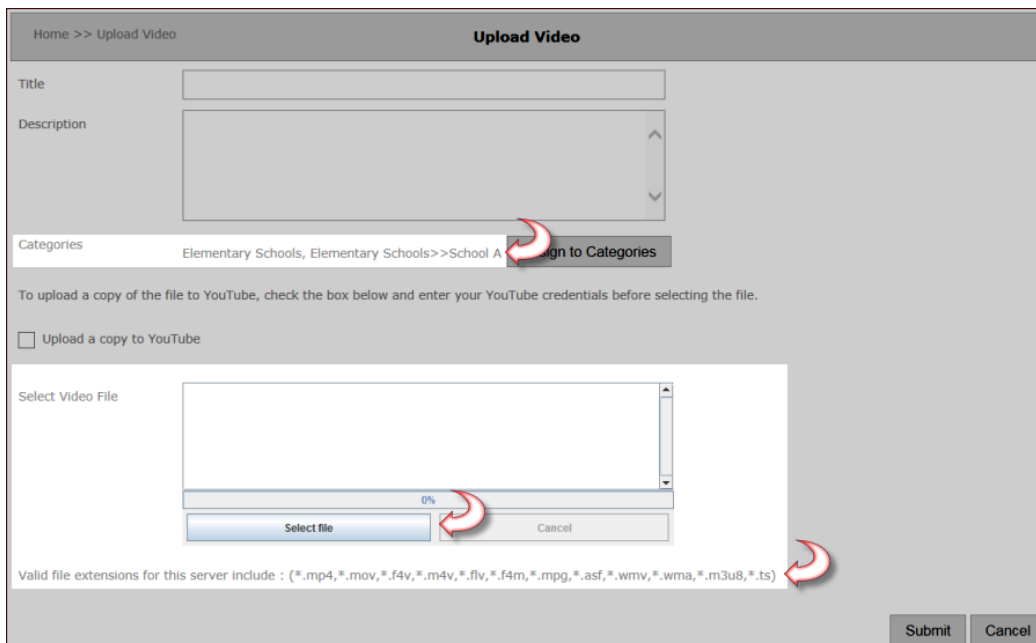 Home >> Upload Video
Upload Video
Title
Description
Categories
Elementary Schools, Elementary Schools>>School A
to Categories
To upload a copy of the file to YouTube, check the box below and enter your YouTube credentials before selecting the file.
Upload a copy to YouTube
Select Video File
0%
Select file
Cancel
Valid file extensions for this server include : (*.mp4,*.mov,*.f4v,*.m4v,*.flv,*.f4m,*.mpg,*.asf,*.wmv,*.wma,*.m3u8,*.ts)
Submit
Cancel